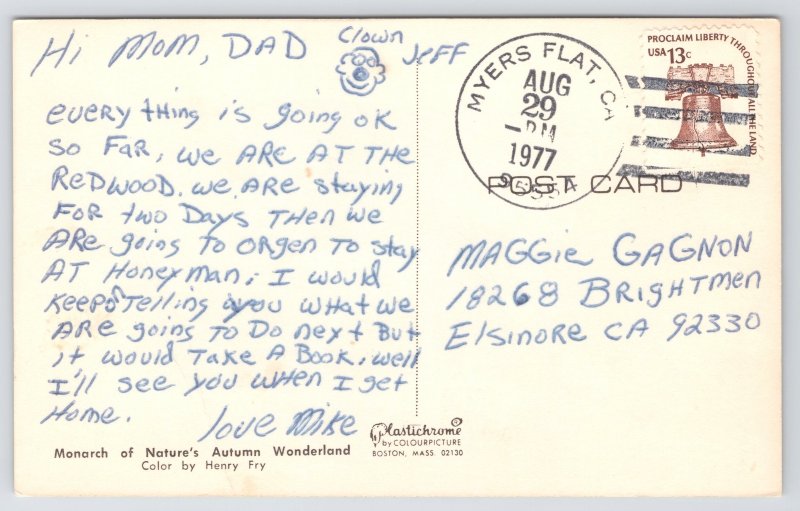 Hi MOM, DAD Clown JEFF
everything is going OK
SO FAR, we ARE AT THE
REDWOOD. we ARE staying
FOR two DAYS THEN we
ARe going TO ORgen TO stay
AT Honeyman; I would
KeeP on Telling you WHAT we
ARe going TO DO next BuT
it would TAKe A Book, well
I'll see you WHEN I get
Home.
love Mike
Monarch of Nature's Autumn Wonderland
Color by Henry Fry
Plastichrome ®
by COLOURPICTURE
BOSTON, MASS. 02130
MYERS FLAT, CA
AUG
29
PM
1977
PROCLAIM LIBERTY THROUGHOUT ALL THE LAND
USA 13c
POST CARD
MAGGie GAGNON
18268 BRIGHTMEN
Elsinore CA 92330